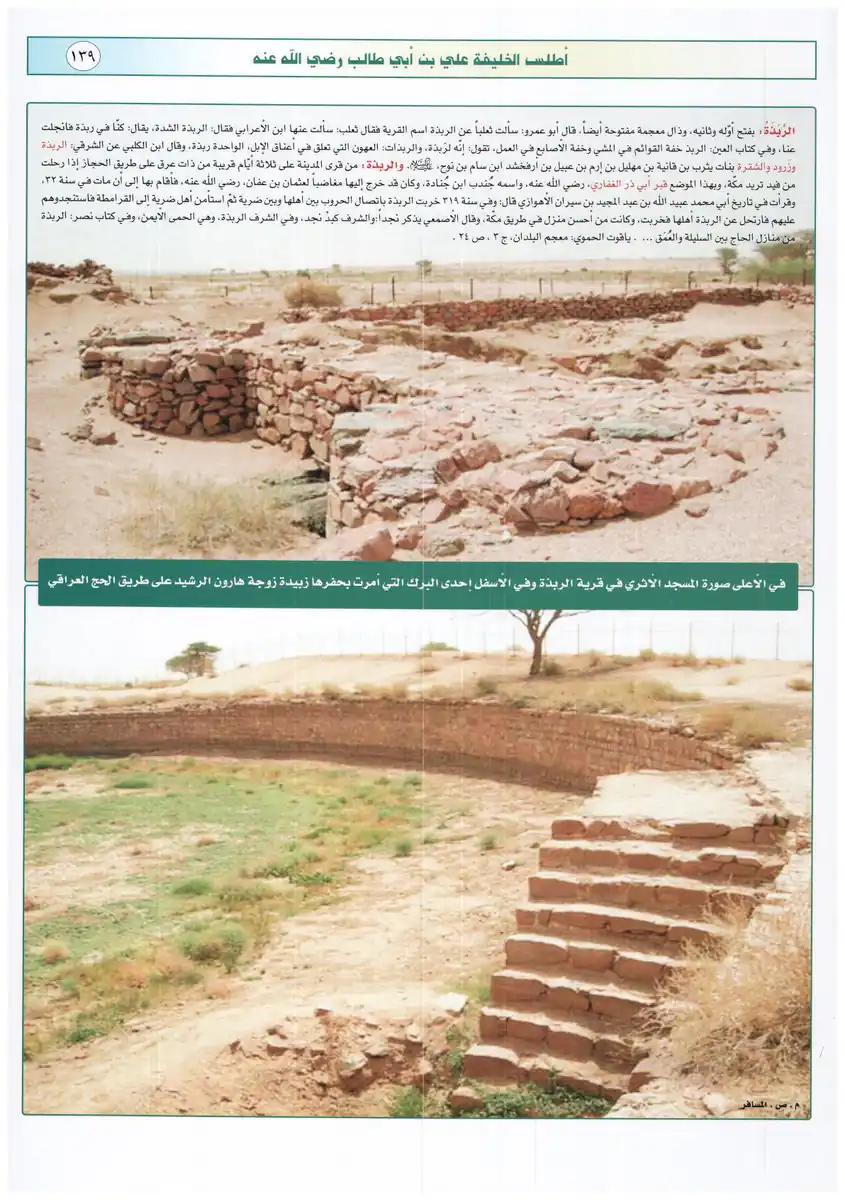 أطلس الخليفة علي بن أبي طالب رضي الله عنه
١٣٩
الرَّبَذَةُ: بفتح أوّله وثانيه، وذال معجمة مفتوحة أيضاً، قال أبو عمرو: سألت ثعلباً عن الربذة اسم القرية فقال ثعلب: سألت عنها ابن الأعرابي فقال: الربذة الشدة، يقال: كنّا في ربذة فانجلت
عنا، وفي كتاب العين: الربذ خفة القوائم في المشي وخفة الأصابع في العمل، تقول: إنّه لرَبذة، والربذات: العهون التي تعلق في أعناق الإبل، الواحدة ربذة، وقال ابن الكلبي عن الشرقي: الربذة
وزرود والشقرة بنات يثرب بن قانية بن مهليل بن إرم بن عبيل بن أرفخشد ابن سام بن نوح، ﷺ. والربذة: من قرى المدينة على ثلاثة أيّام قريبة من ذات عرق على طريق الحجاز إذا رحلت
من فيد تريد مكّة، وبهذا الموضع قبر أبي ذر الغفاري، رضي الله عنه، واسمه جُندب ابن جُنادة، وكان قد خرج إليها مغاضباً لعثمان بن عفان، رضي الله عنه، فأقام بها إلى أن مات في سنة ٣٢،
وقرأت في تاريخ أبي محمد عبيد الله بن عبد المجيد بن سيران الأهوازي قال: وفي سنة ٣١٩ خربت الربذة باتصال الحروب بين أهلها وبين ضرية ثمّ استأمن أهل ضرية إلى القرامطة فاستنجدوهم
عليهم فارتحل عن الربذة أهلها فخربت، وكانت من أحسن منزل في طريق مكّة، وقال الأصمعي يذكر نجداً:والشرف كبدُ نجد، وفي الشرف الربذة، وهي الحمى الأيمن، وفي كتاب نصر: الربذة
من منازل الحاج بين السليلة والعُمَق ... . ياقوت الحموي: معجم البلدان، ج ٣ ، ص ٢٤ .
في الأعلى صورة المسجد الأثري في قرية الربذة وفي الأسفل إحدى البرك التي أمرت بحفرها زبيدة زوجة هارون الرشيد على طريق الحج العراقي
م . ص . المسافر